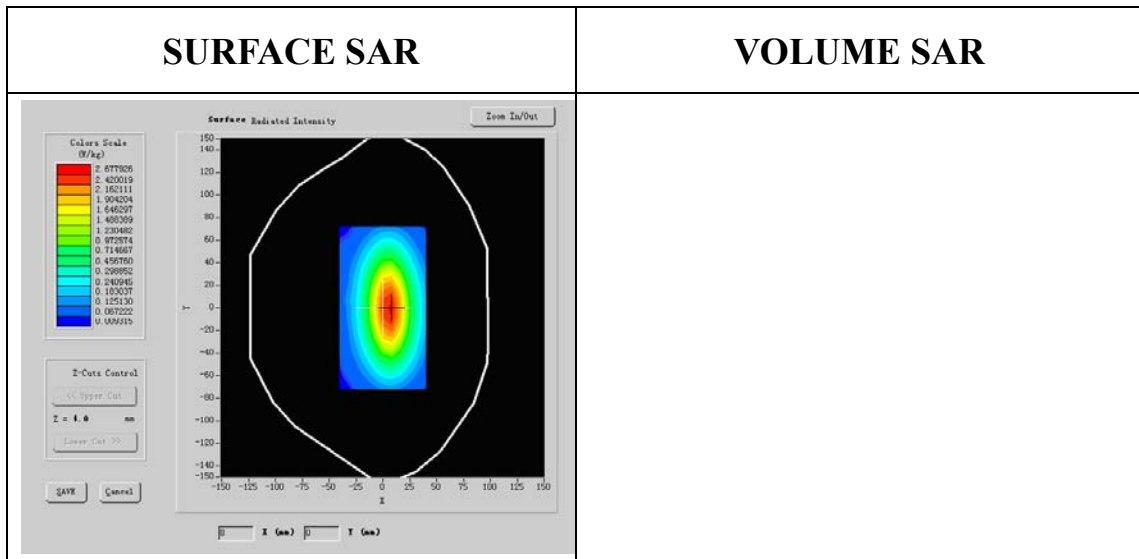 SURFACE SAR
VOLUME SAR
Surface Radiated Intensity
Zoom In/Out
Colors Scale
(W/kg)
2.677926
2.420019
2.162111
1.904204
1.646297
1.230482
0.972574
0.714667
0.456760
0.298852
0.240945
0.183037
0.125130
0.067222
0.009315
150
140
120
100
80
60
40
20
0
-20
-40
-60
-80
-100
-120
-140
-150
Y
-150 -125 -100 -75 -50 -25 0 25 50 75 100 125 150
X
Z-Cuts Control
<< Upper Cut
Z = 4.0 mm
Lower Cut >>
SAVE
Cancel
0 X (mm) 0 Y (mm)